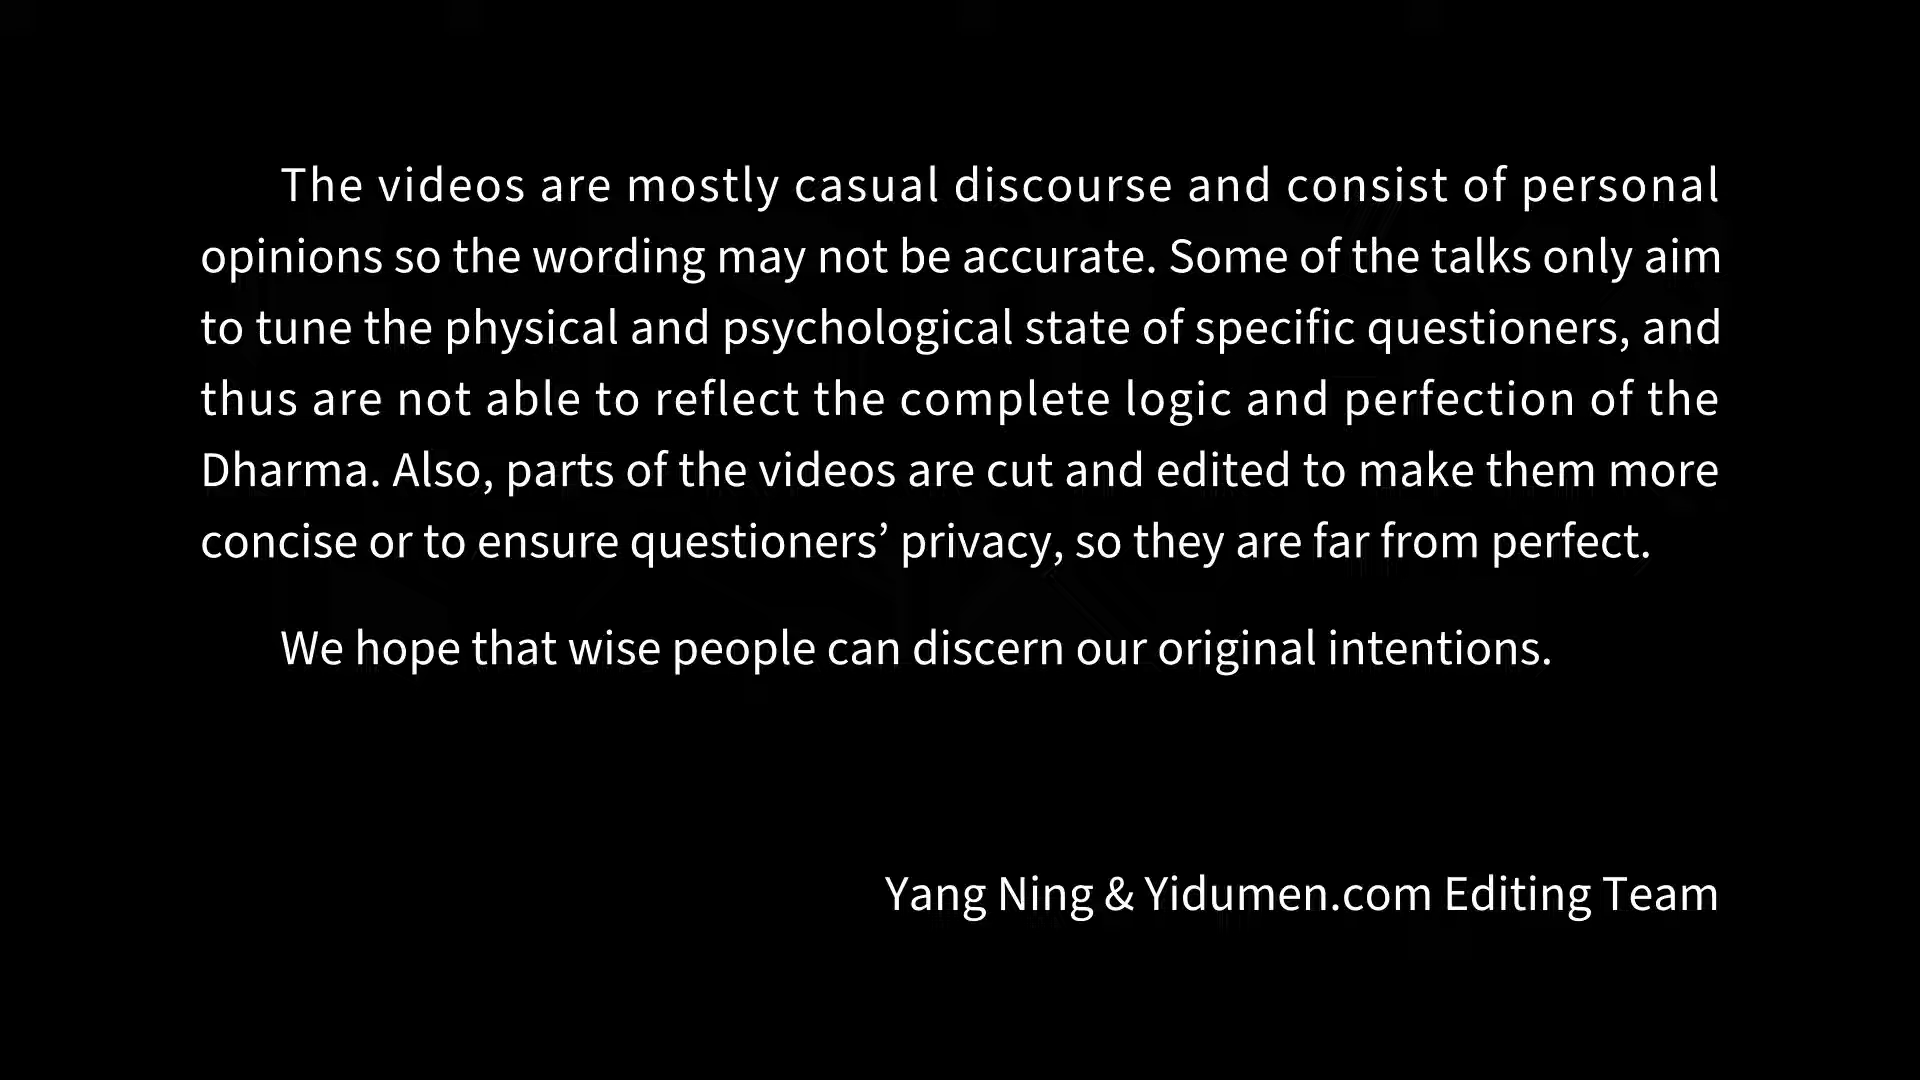 The videos are mostly casual discourse and consist of personal
opinions so the wording may not be accurate. Some of the talks only aim
to tune the physical and psychological state of specific questioners, and
thus are not able to reflect the complete logic and perfection of the
Dharma. Also, parts of the videos are cut and edited to make them more
concise or to ensure questioners’ privacy, so they are far from perfect.
We hope that wise people can discern our original intentions.
Yang Ning & Yidumen.com Editing Team